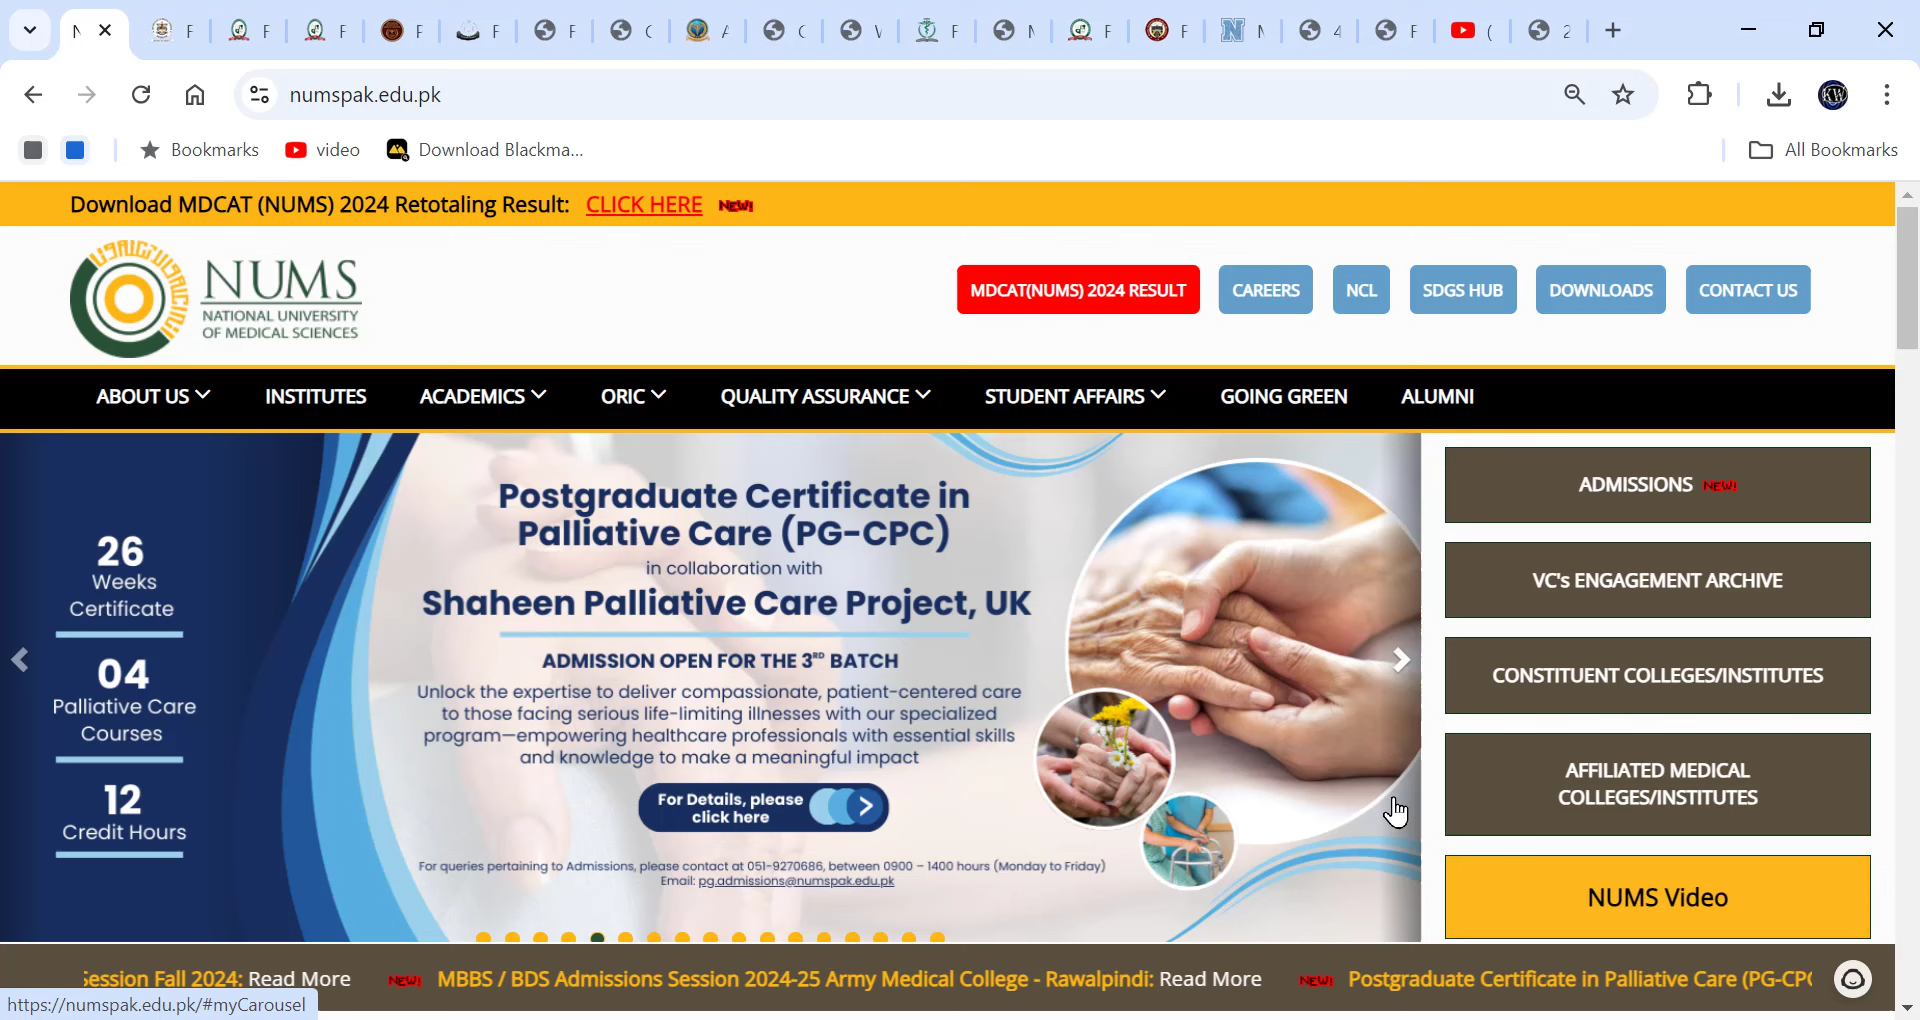 numspak.edu.pk
Bookmarks
video
Download Blackma...
All Bookmarks
Download MDCAT (NUMS) 2024 Retotaling Result: CLICK HERE NEW!
NUMS
NATIONAL UNIVERSITY
OF MEDICAL SCIENCES
MDCAT(NUMS) 2024 RESULT
CAREERS
NCL
SDGS HUB
DOWNLOADS
CONTACT US
ABOUT US
INSTITUTES
ACADEMICS
ORIC
QUALITY ASSURANCE
STUDENT AFFAIRS
GOING GREEN
ALUMNI
26
Weeks
Certificate
04
Palliative Care
Courses
12
Credit Hours
Postgraduate Certificate in
Palliative Care (PG-CPC)
in collaboration with
Shaheen Palliative Care Project, UK
ADMISSION OPEN FOR THE 3RD BATCH
Unlock the expertise to deliver compassionate, patient-centered care
to those facing serious life-limiting illnesses with our specialized
program—empowering healthcare professionals with essential skills
and knowledge to make a meaningful impact
For Details, please
click here
For queries pertaining to Admissions, please contact at 051-9270686, between 0900 – 1400 hours (Monday to Friday)
Email: pg.admissions@numspak.edu.pk
ADMISSIONS NEW!
VC's ENGAGEMENT ARCHIVE
CONSTITUENT COLLEGES/INSTITUTES
AFFILIATED MEDICAL
COLLEGES/INSTITUTES
NUMS Video
Session Fall 2024: Read More NEW! MBBS / BDS Admissions Session 2024-25 Army Medical College - Rawalpindi: Read More NEW! Postgraduate Certificate in Palliative Care (PG-CPC
https://numspak.edu.pk/#myCarousel